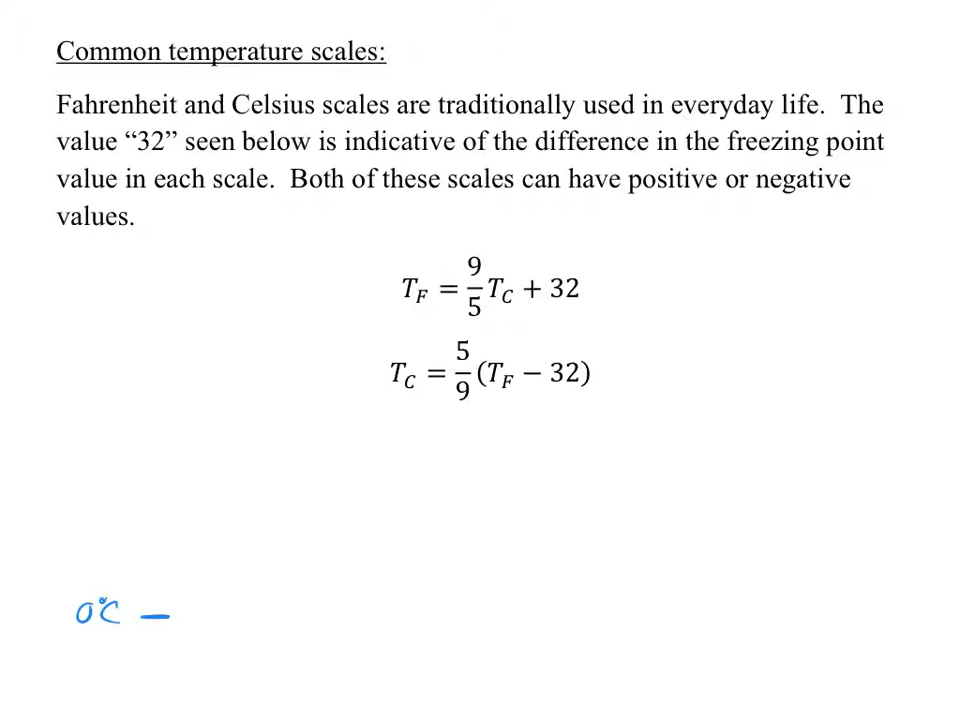 Common temperature scales:
Fahrenheit and Celsius scales are traditionally used in everyday life. The
value “32” seen below is indicative of the difference in the freezing point
value in each scale. Both of these scales can have positive or negative
values.
T_F = 9/5 T_C + 32
T_C = 5/9 (T_F − 32)
0°C —